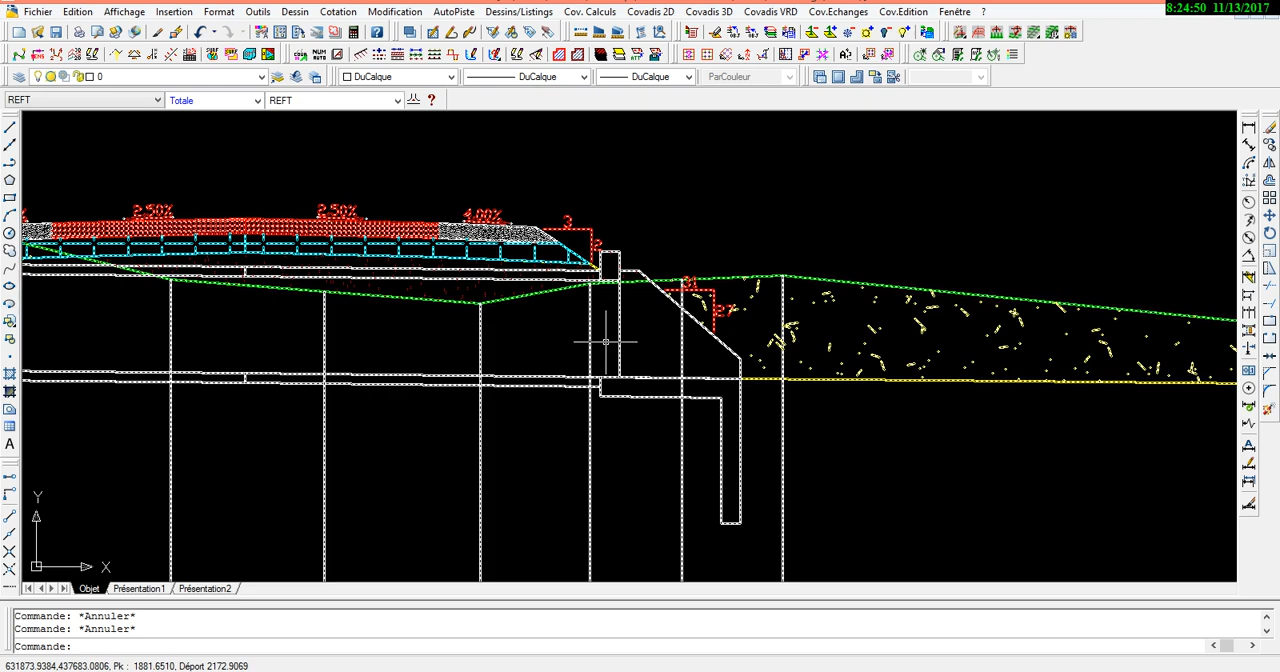 8:24:50 11/13/2017
Fichier Edition Affichage Insertion Format Outils Dessin Cotation Modification AutoPiste Dessins/Listings Cov. Calculs Covadis 2D Covadis 3D Covadis VRD Cov.Echanges Cov.Edition Fenêtre ?
0 DuCalque DuCalque DuCalque ParCouleur
REFT Totale REFT ?
2.50% 2.50% 4.00% 3
2
31
27
Y
X
Objet Présentation1 Présentation2
Commande: *Annuler*
Commande: *Annuler*
Commande:
631873.9384,437683.0806, Pk : 1881.6510, Déport 2172.9069